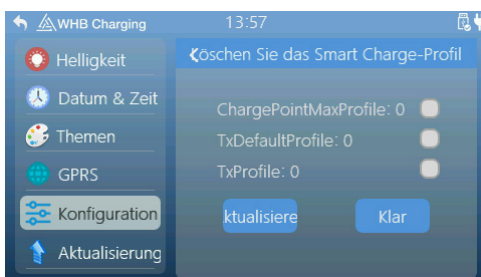 WHB Charging 13:57
Helligkeit
Datum & Zeit
Themen
GPRS
Konfiguration
Aktualisierung
öschen Sie das Smart Charge-Profil
ChargePointMaxProfile: 0
TxDefaultProfile: 0
TxProfile: 0
ktualisiere
Klar